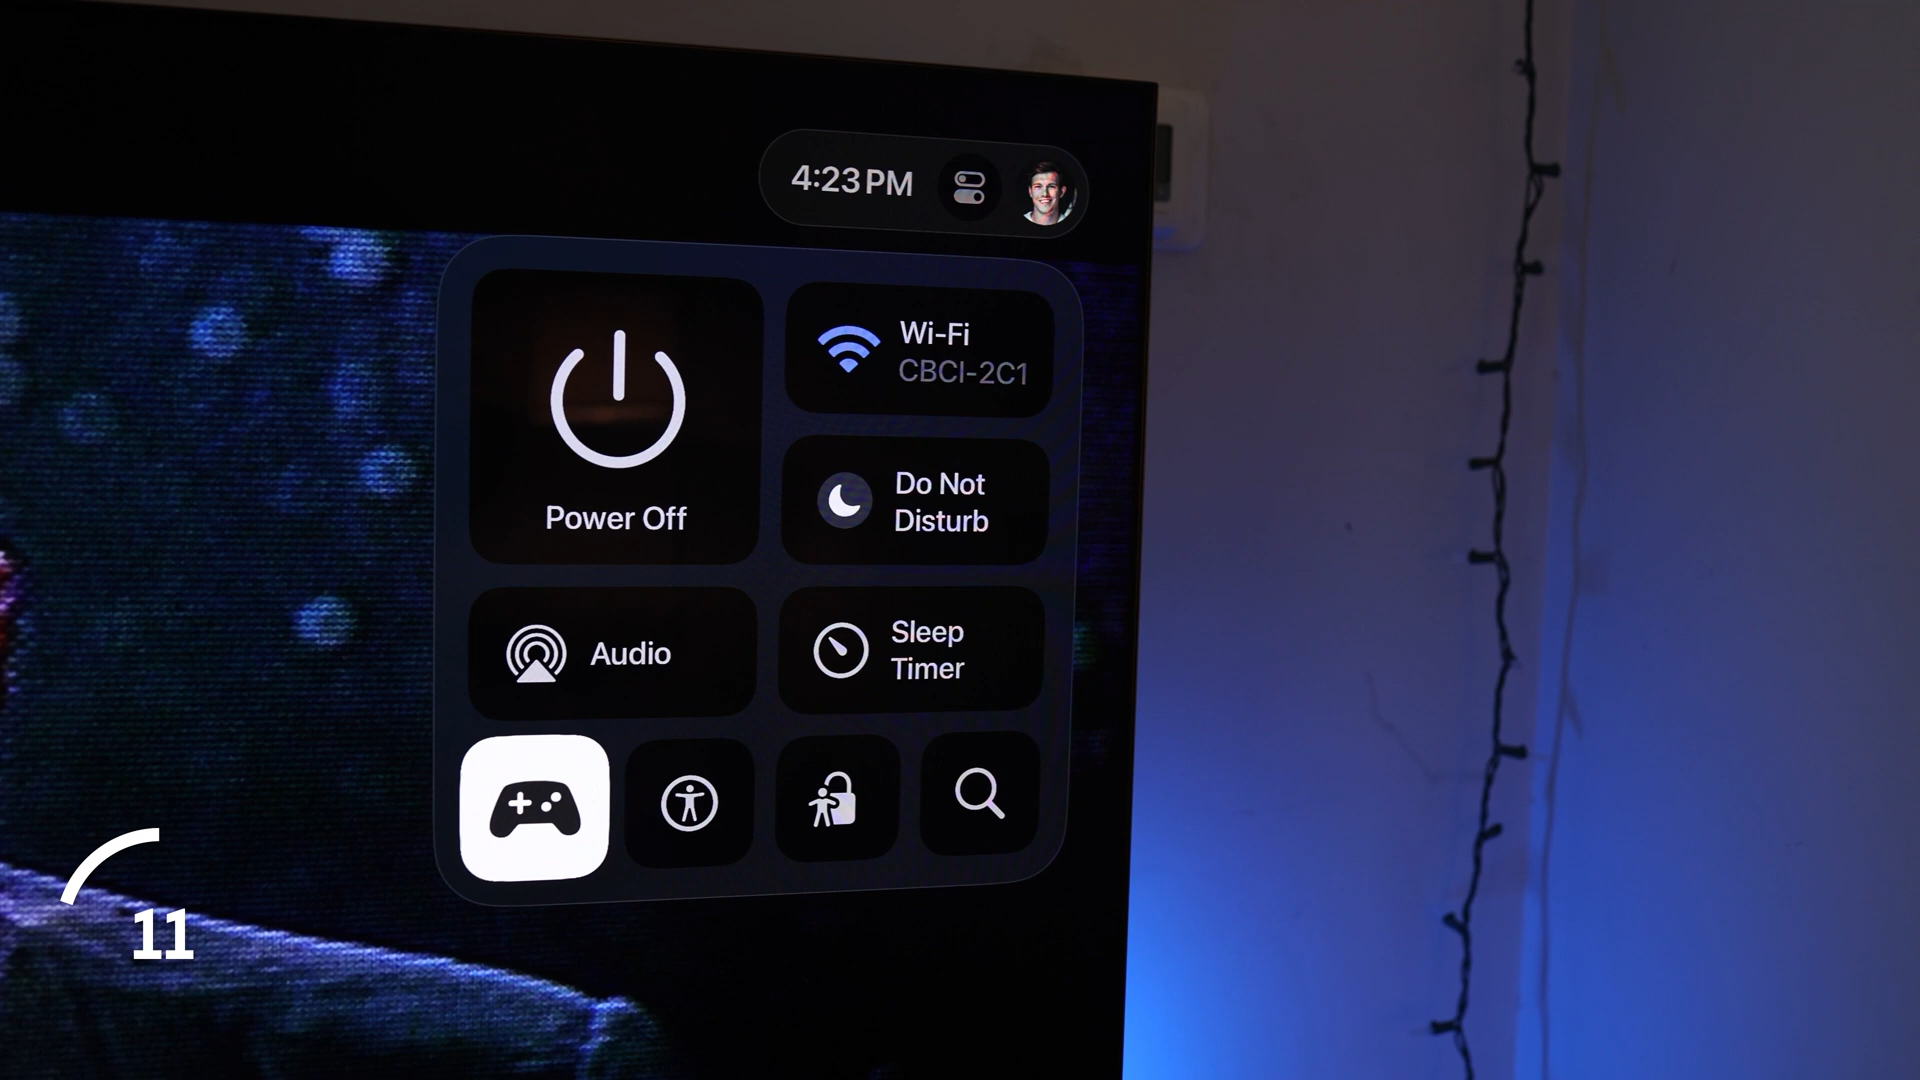 4:23 PM
Power Off
Wi-Fi
CBCI-2C1
Do Not
Disturb
Audio
Sleep
Timer
11